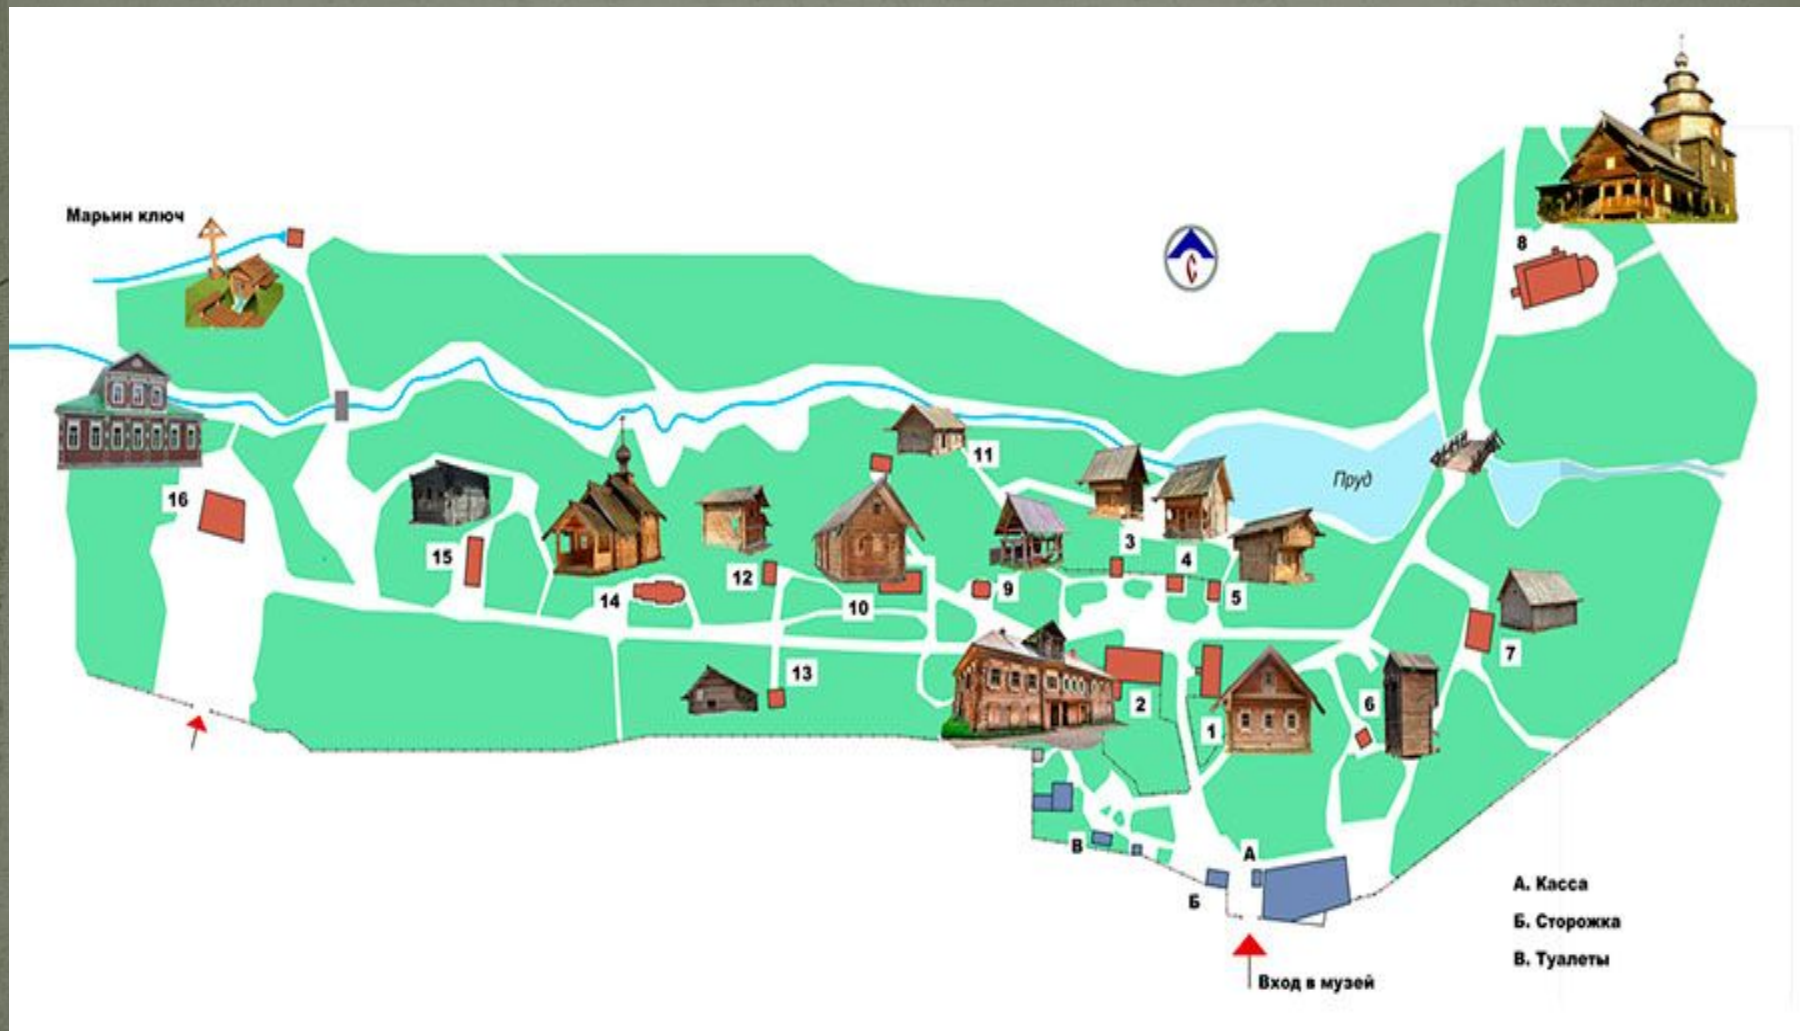 Марьин ключ
С
8
11
Пруд
16
3
4
15
12
9
5
14
10
7
13
2
6
1
А
В
Б
А. Касса
Б. Сторожка
В. Туалеты
Вход в музей